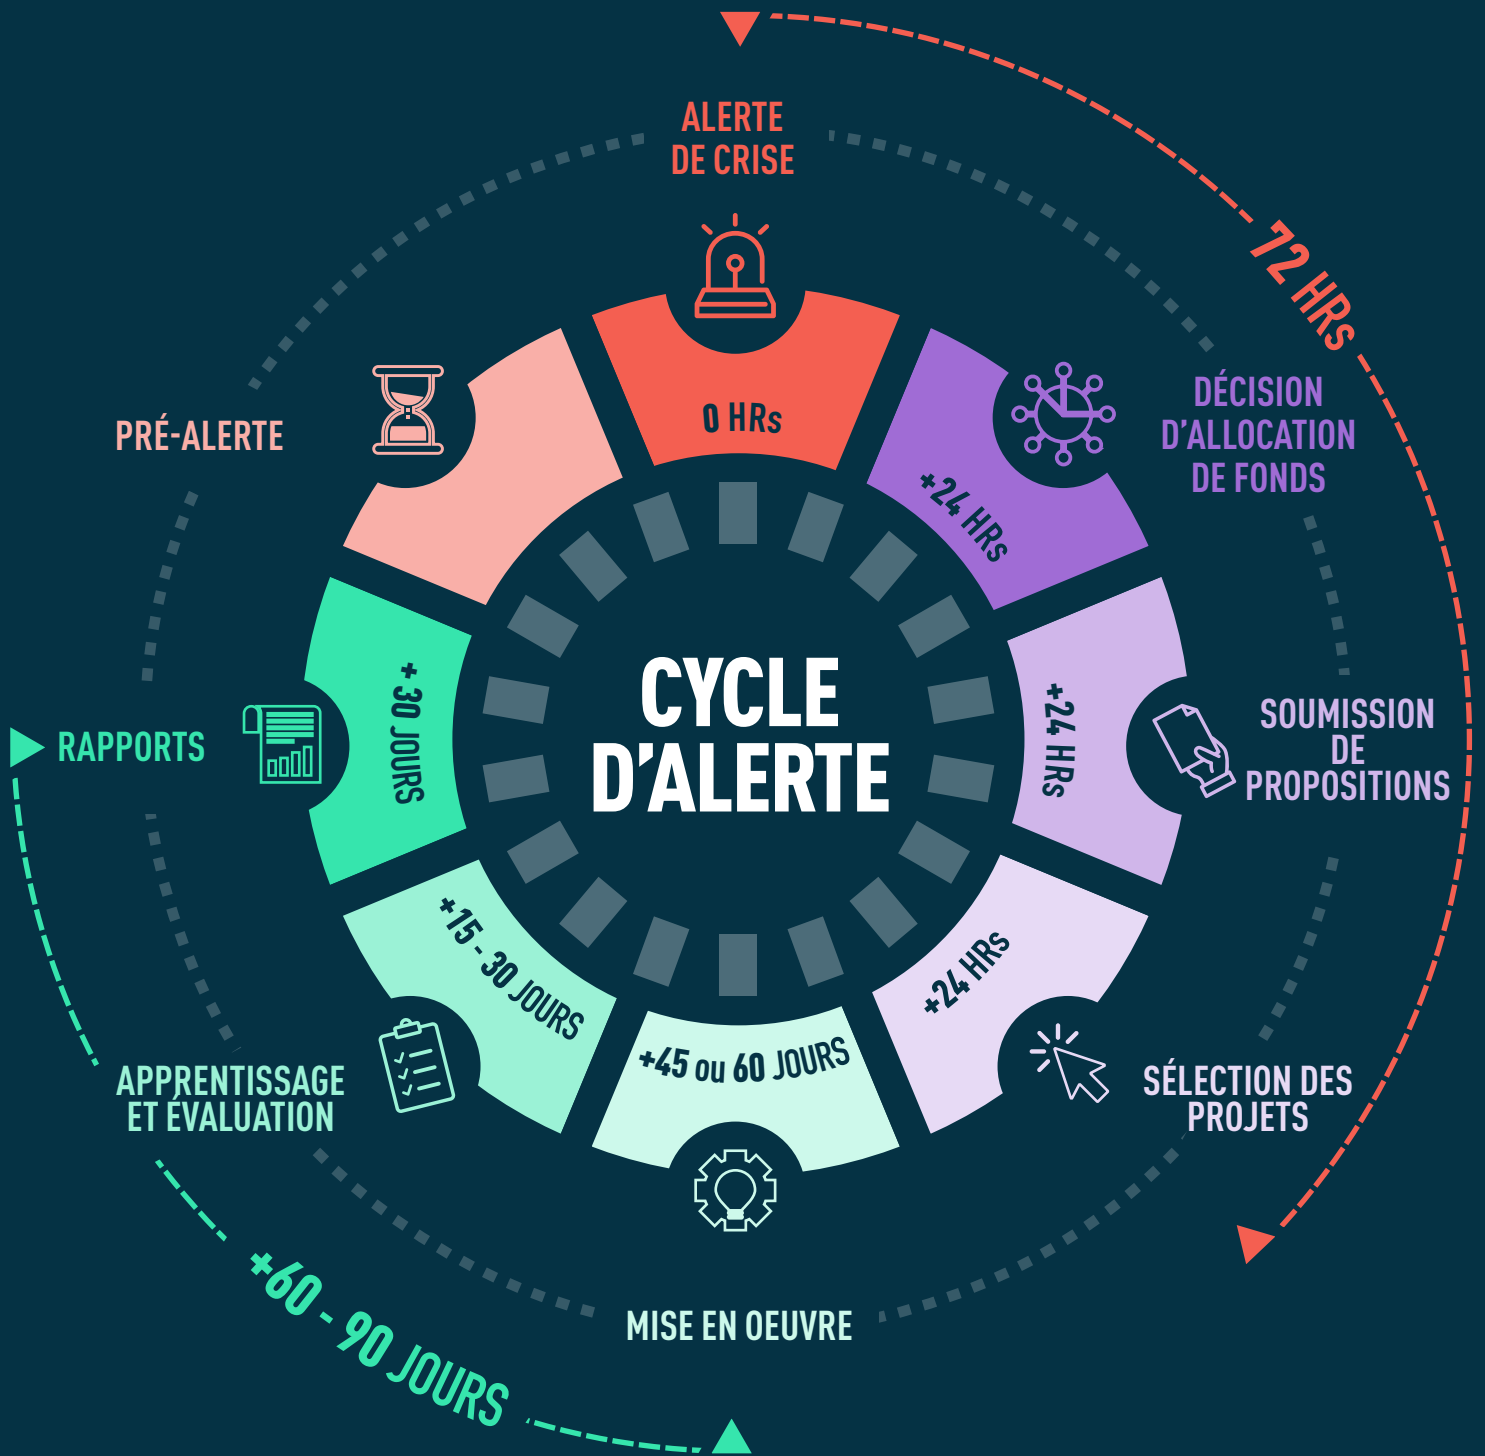 ALERTE
DE CRISE
0 HRs
72 HRs
DÉCISION
D'ALLOCATION
DE FONDS
+24 HRs
SOUMISSION
DE
PROPOSITIONS
+24 HRs
SÉLECTION DES
PROJETS
+24 HRs
MISE EN OEUVRE
+45 ou 60 JOURS
APPRENTISSAGE
ET ÉVALUATION
+15 - 30 JOURS
+60 - 90 JOURS
RAPPORTS
+ 30 JOURS
PRÉ-ALERTE
CYCLE
D'ALERTE